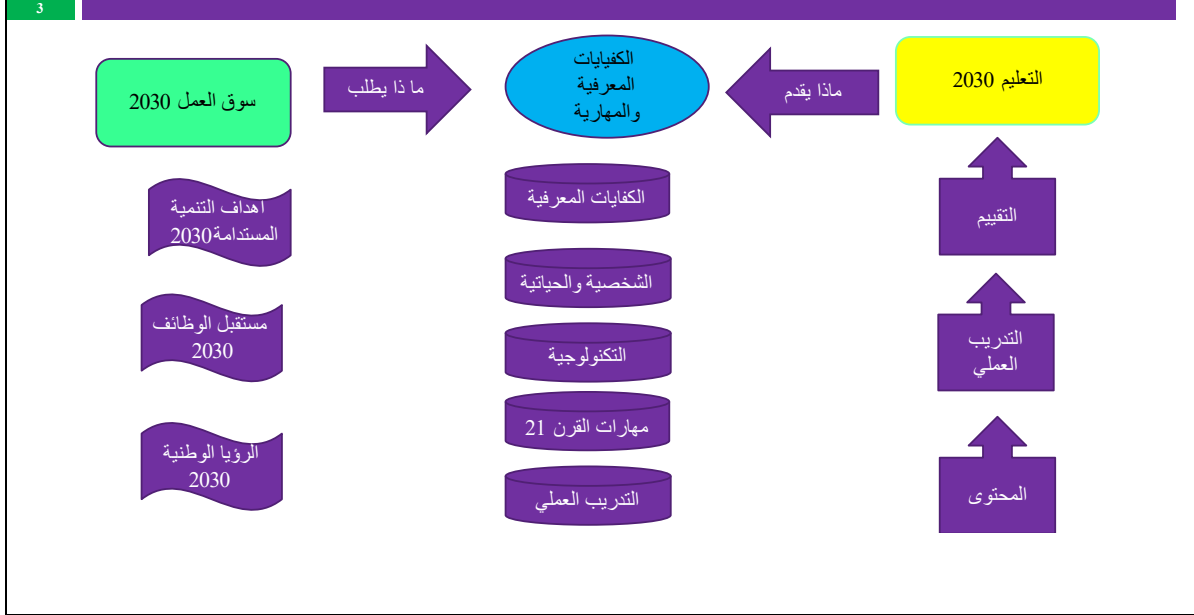 3
التعليم 2030
ماذا يقدم
الكفيايات
المعرفية
والمهارية
ما ذا يطلب
سوق العمل 2030
التقييم
التدريب
العملي
المحتوى
الكفايات المعرفية
الشخصية والحياتية
التكنولوجية
مهارات القرن 21
التدريب العملي
اهداف التنمية
المستدامة2030
مستقبل الوظائف
2030
الرؤيا الوطنية
2030